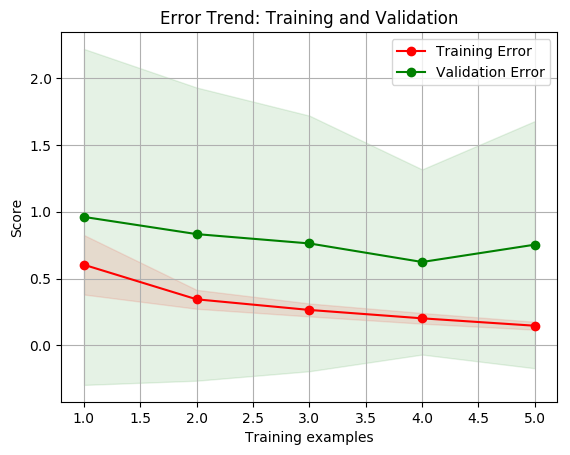 Error Trend: Training and Validation
Training Error
Validation Error
Score
2.0
1.5
1.0
0.5
0.0
1.0 1.5 2.0 2.5 3.0 3.5 4.0 4.5 5.0
Training examples